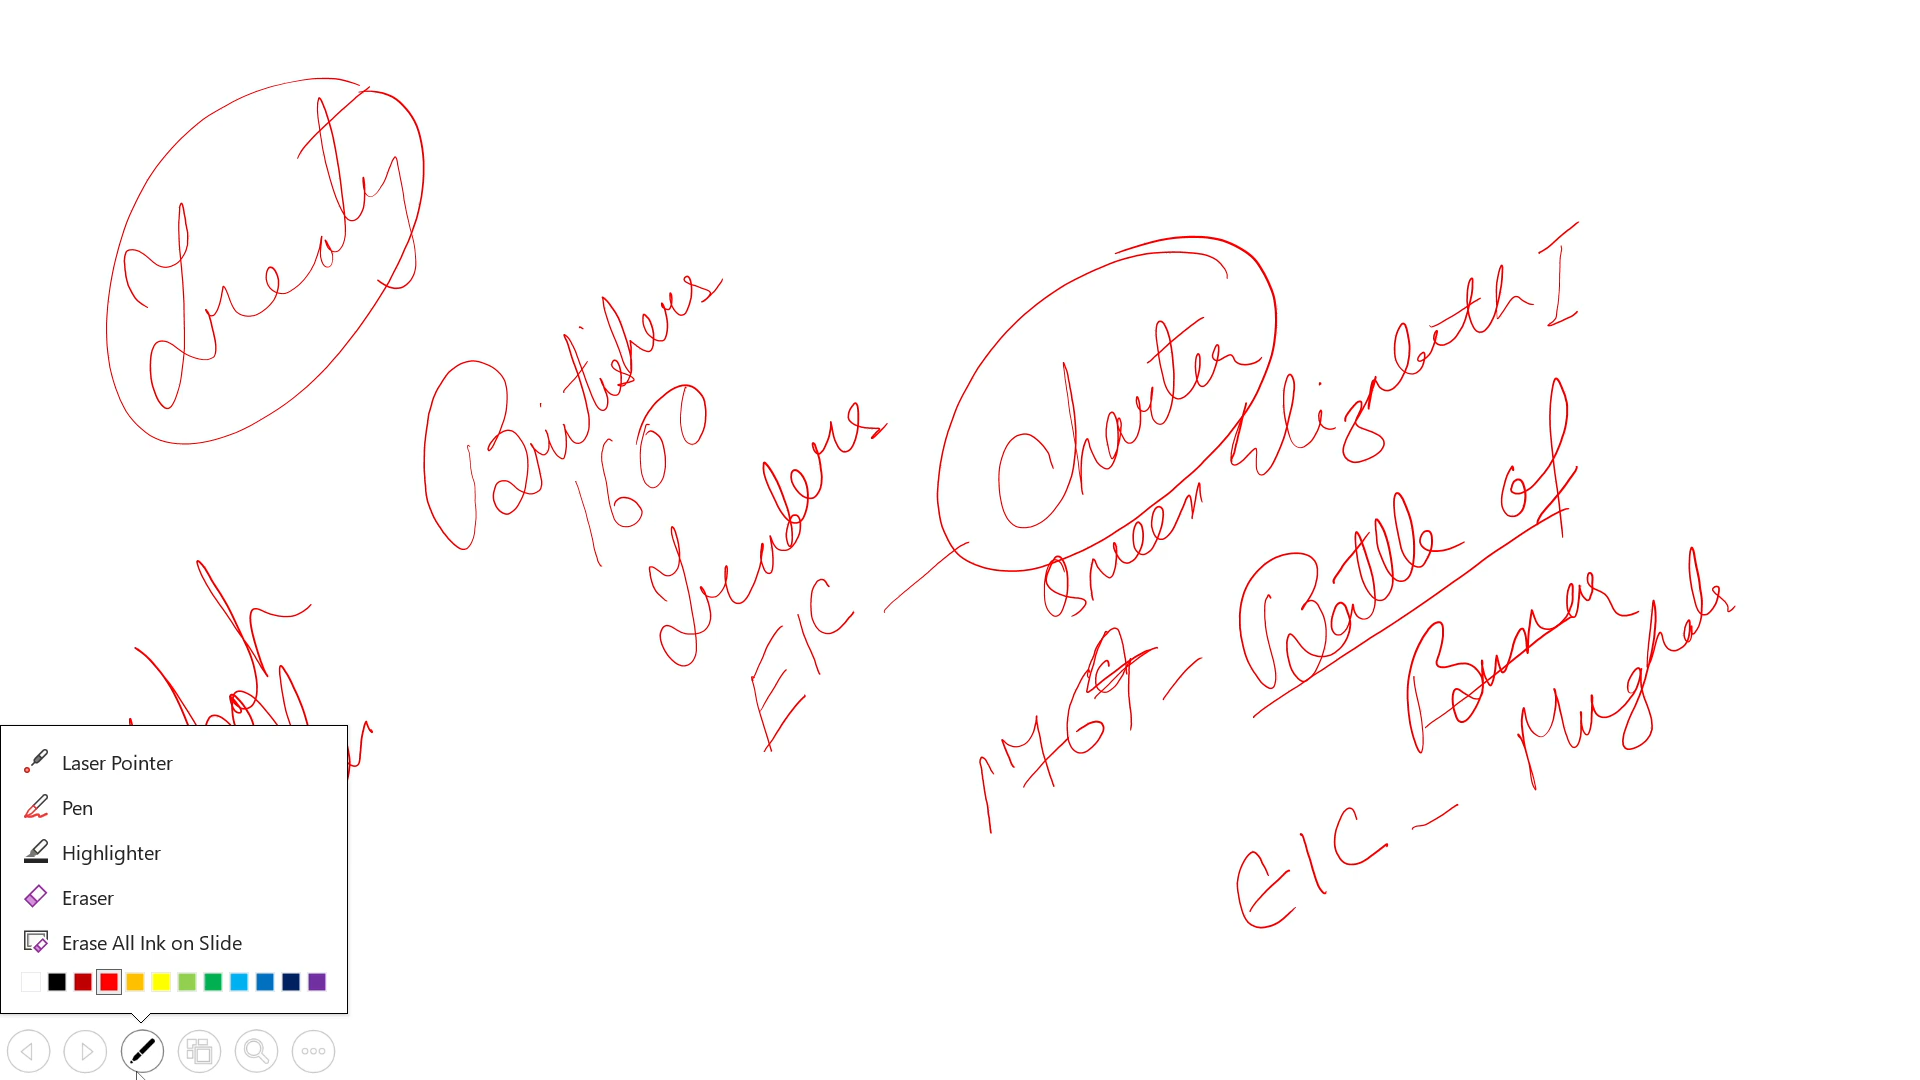 Treaty
Britishers
1600
Traders
EIC —
Charter
Queen Elizabeth I
1764 - Battle of
Buxar
EIC - Mughals
Laser Pointer
Pen
Highlighter
Eraser
Erase All Ink on Slide